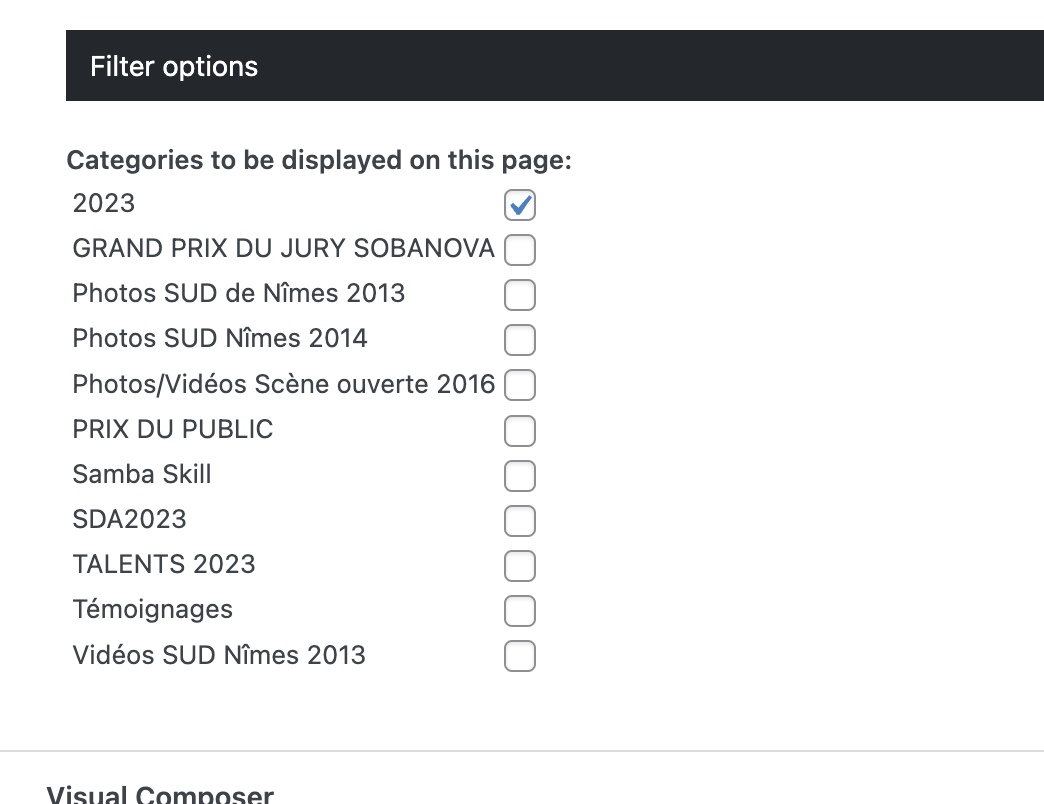 Filter options
Categories to be displayed on this page:
2023
GRAND PRIX DU JURY SOBANOVA
Photos SUD de Nîmes 2013
Photos SUD Nîmes 2014
Photos/Vidéos Scène ouverte 2016
PRIX DU PUBLIC
Samba Skill
SDA2023
TALENTS 2023
Témoignages
Vidéos SUD Nîmes 2013
Visual Composer